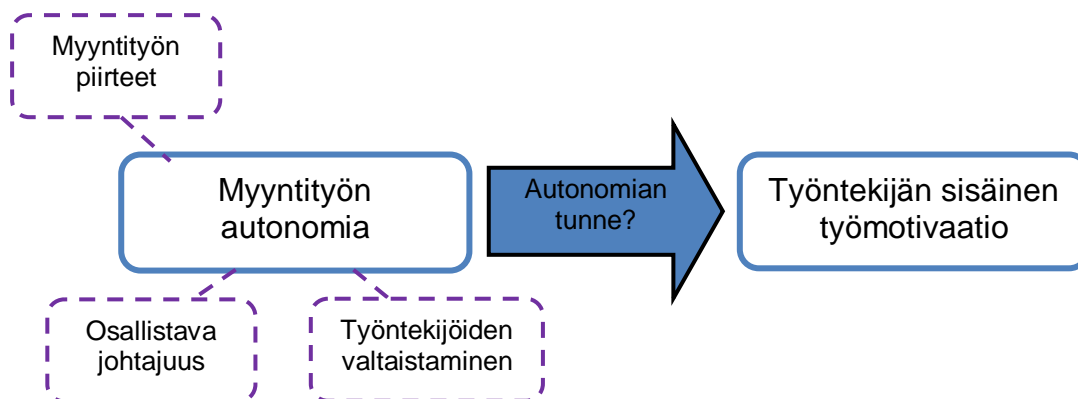 Myyntityön
piirteet
Myyntityön
autonomia
Autonomian
tunne?
Työntekijän sisäinen
työmotivaatio
Osallistava
johtajuus
Työntekijöiden
valtaistaminen